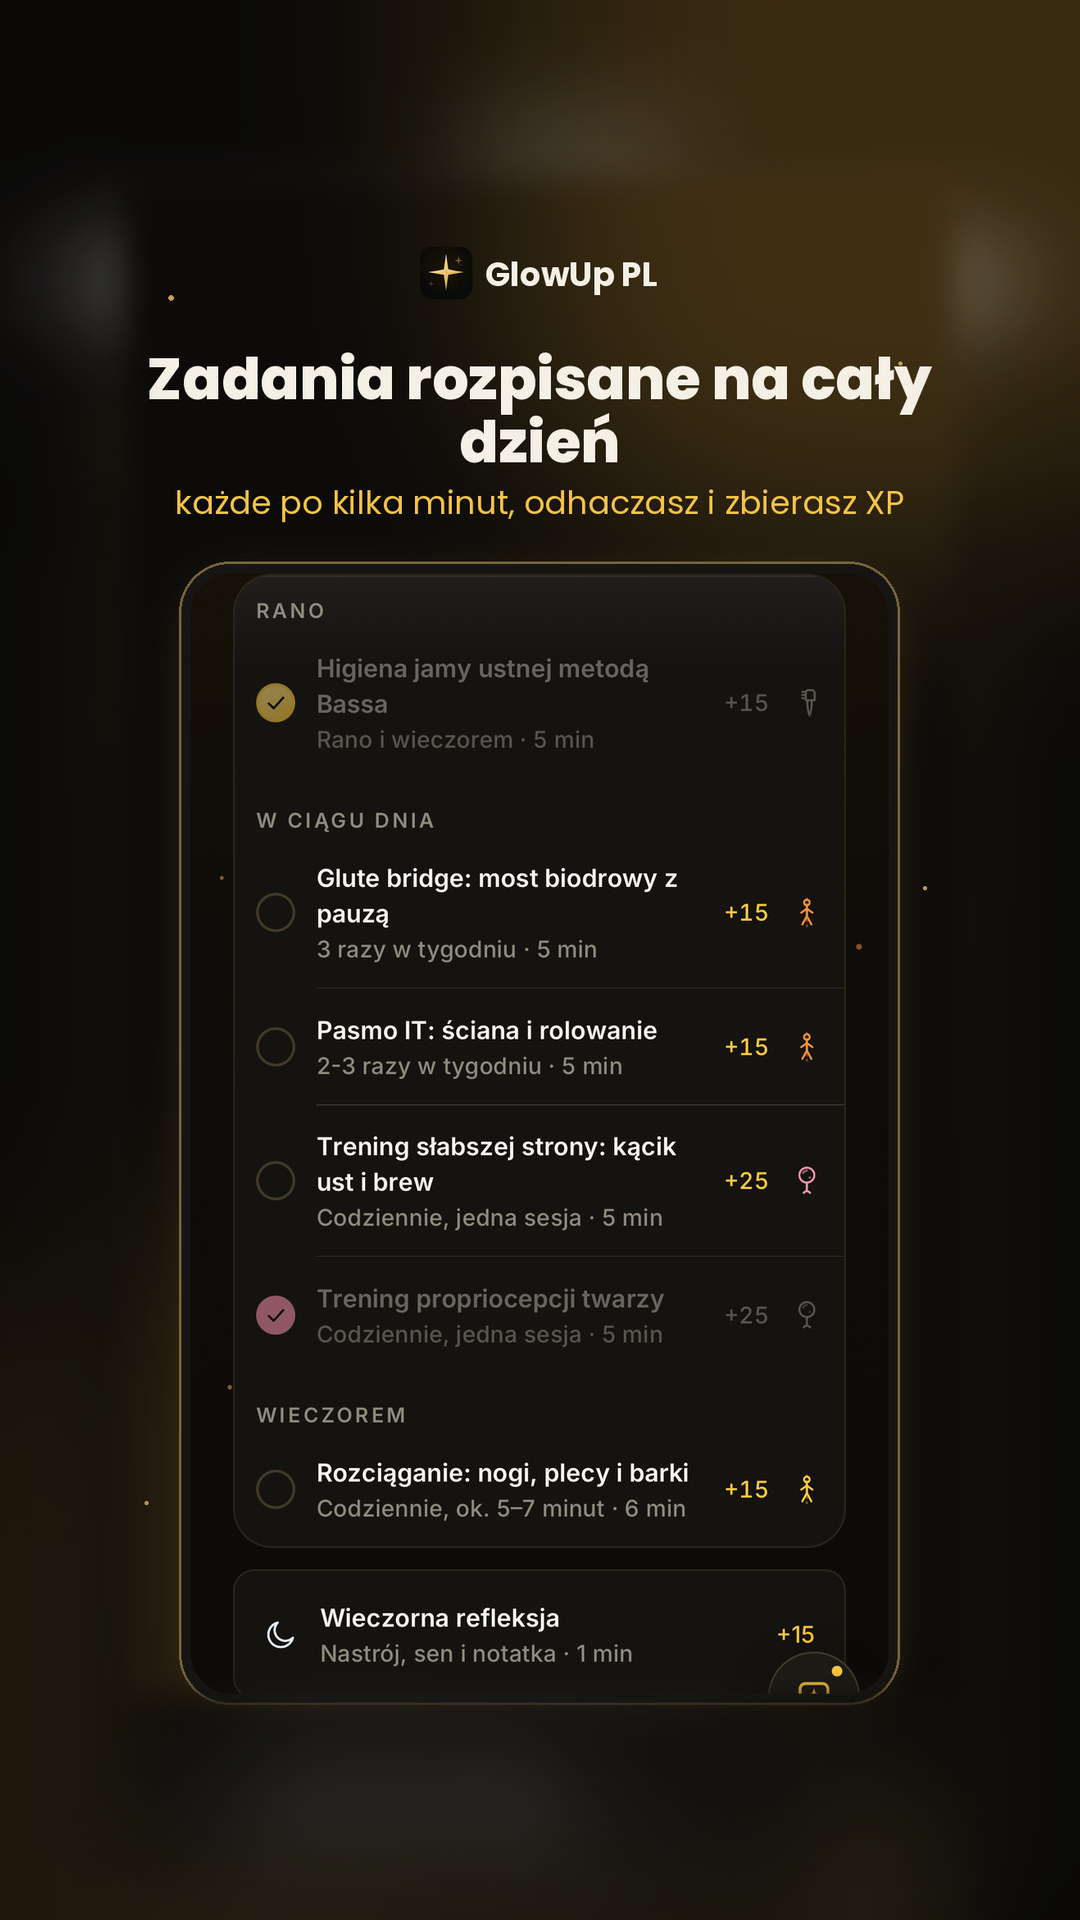 GlowUp PL
Zadania rozpisane na cały
dzień
każde po kilka minut, odhaczasz i zbierasz XP
RANO
Higiena jamy ustnej metodą
Bassa
+15
Rano i wieczorem · 5 min
W CIĄGU DNIA
Glute bridge: most biodrowy z
pauzą
+15
3 razy w tygodniu · 5 min
Pasmo IT: ściana i rolowanie
+15
2-3 razy w tygodniu · 5 min
Trening słabszej strony: kącik
ust i brew
+25
Codziennie, jedna sesja · 5 min
Trening propriocepcji twarzy
+25
Codziennie, jedna sesja · 5 min
WIECZOREM
Rozciąganie: nogi, plecy i barki
+15
Codziennie, ok. 5–7 minut · 6 min
Wieczorna refleksja
+15
Nastrój, sen i notatka · 1 min